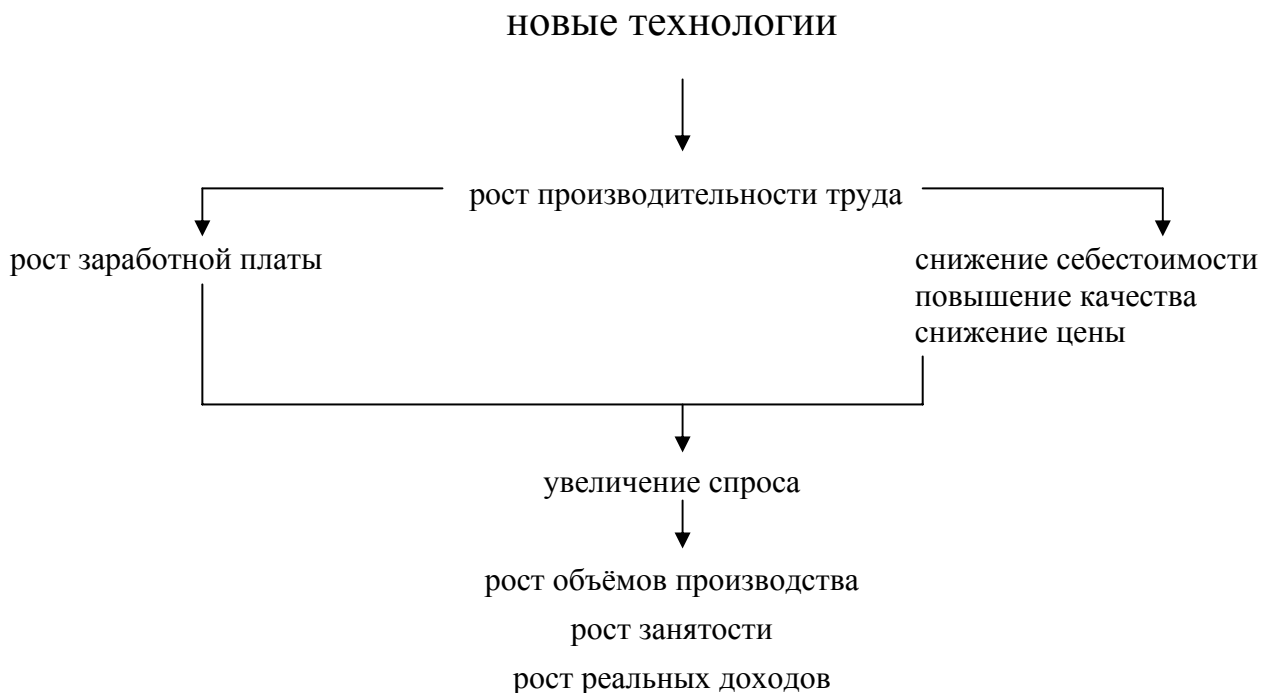 новые технологии
рост производительности труда
рост заработной платы
снижение себестоимости
повышение качества
снижение цены
увеличение спроса
рост объёмов производства
рост занятости
рост реальных доходов